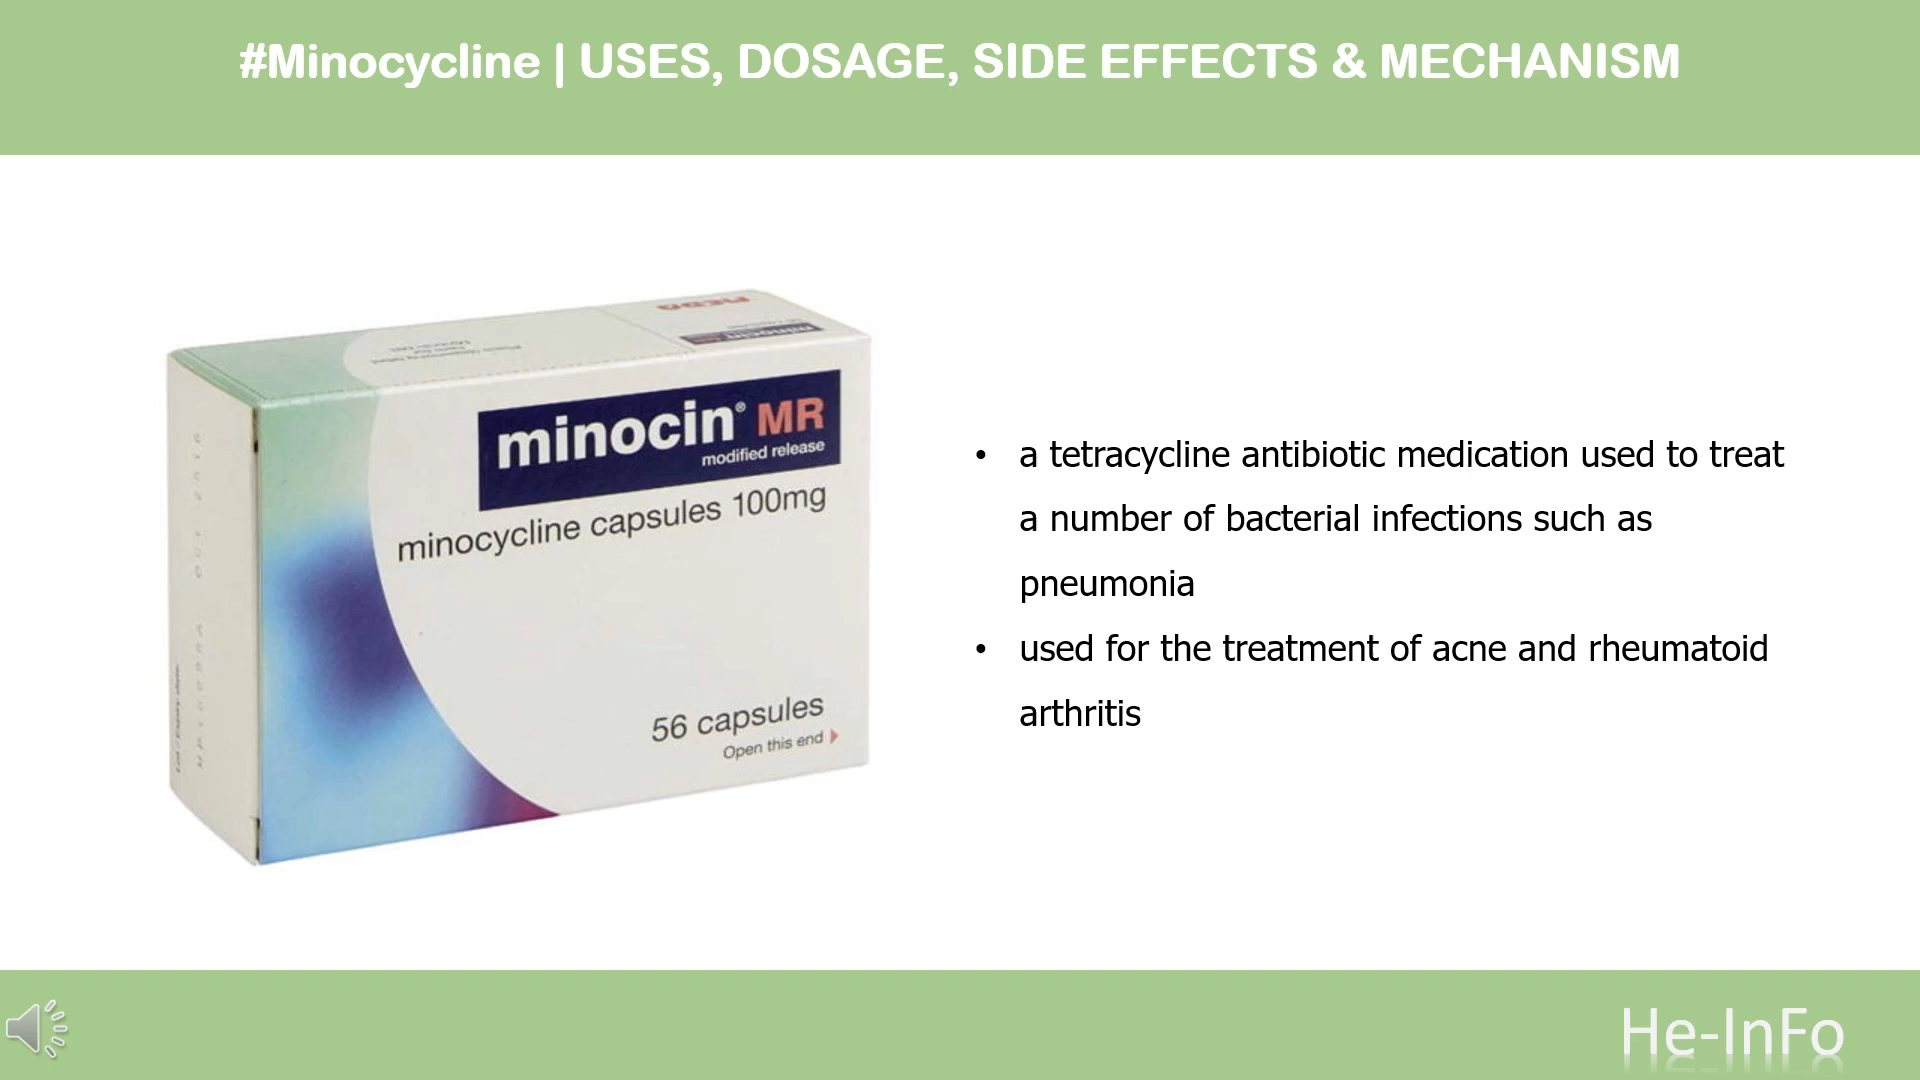 #Minocycline | USES, DOSAGE, SIDE EFFECTS & MECHANISM
MEDA
minocin
minocin® MR
modified release
minocycline capsules 100mg
56 capsules
Open this end
• a tetracycline antibiotic medication used to treat
a number of bacterial infections such as
pneumonia
• used for the treatment of acne and rheumatoid
arthritis
He-InFo